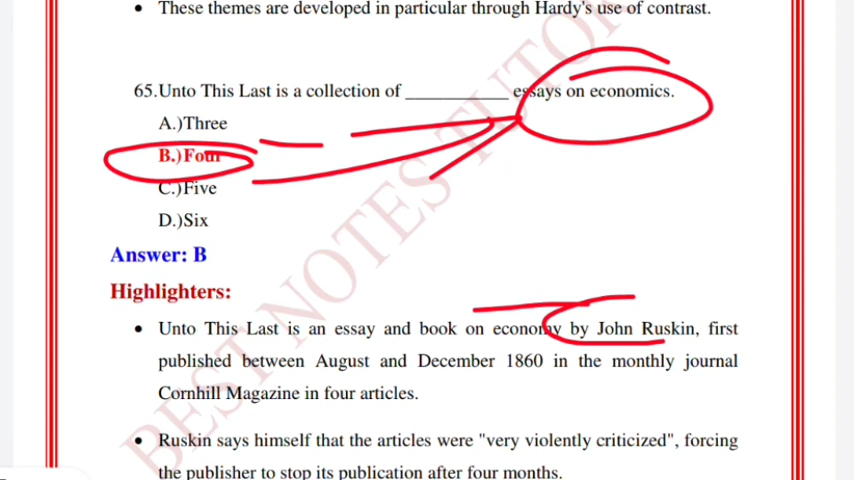 • These themes are developed in particular through Hardy's use of contrast.
65.Unto This Last is a collection of __________ essays on economics.
A.)Three
B.)Four
C.)Five
D.)Six
Answer: B
Highlighters:
• Unto This Last is an essay and book on economy by John Ruskin, first
published between August and December 1860 in the monthly journal
Cornhill Magazine in four articles.
• Ruskin says himself that the articles were "very violently criticized", forcing
the publisher to stop its publication after four months.
BEST NOTES TUTOR